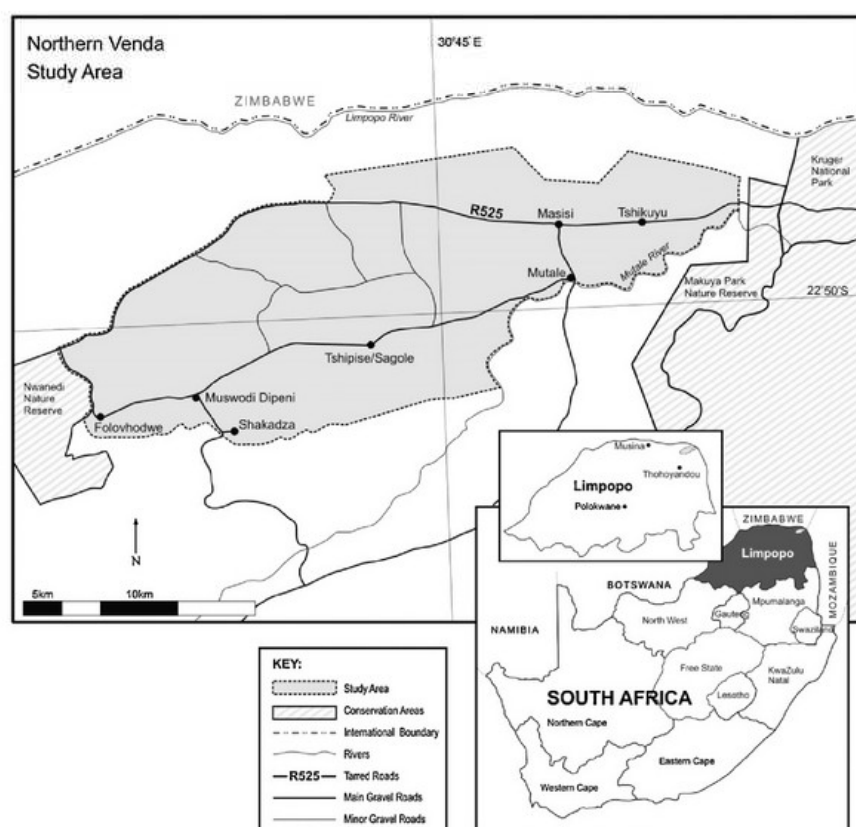 Northern Venda
Study Area
30°45' E
ZIMBABWE
Limpopo River
Kruger
National
Park
R525
Masisi
Tshikuyu
Mutale River
Mutale
Makuya Park
Nature Reserve
22°50'S
Tshipise/Sagole
Nwanedi
Nature
Reserve
Muswodi Dipeni
Folovhodwe
Shakadza
N
5km
10km
Musina
Thohoyandou
Limpopo
Polokwane
ZIMBABWE
Limpopo
MOZAMBIQUE
BOTSWANA
Mpumalanga
North West
Gauteng
Swaziland
NAMIBIA
Free State
KwaZulu
Natal
Lesotho
SOUTH AFRICA
Northern Cape
Eastern Cape
Western Cape
KEY:
Study Area
Conservation Areas
International Boundary
Rivers
R525 Tarred Roads
Main Gravel Roads
Minor Gravel Roads